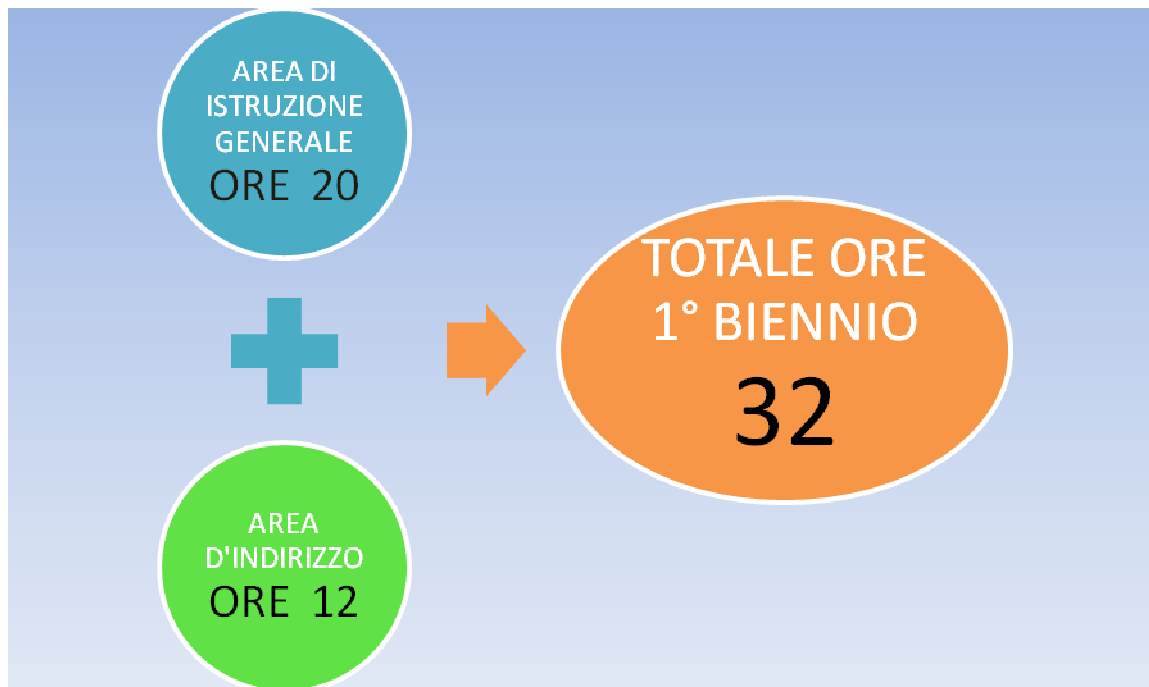 AREA DI
ISTRUZIONE
GENERALE
ORE 20
AREA
D'INDIRIZZO
ORE 12
TOTALE ORE
1° BIENNIO
32